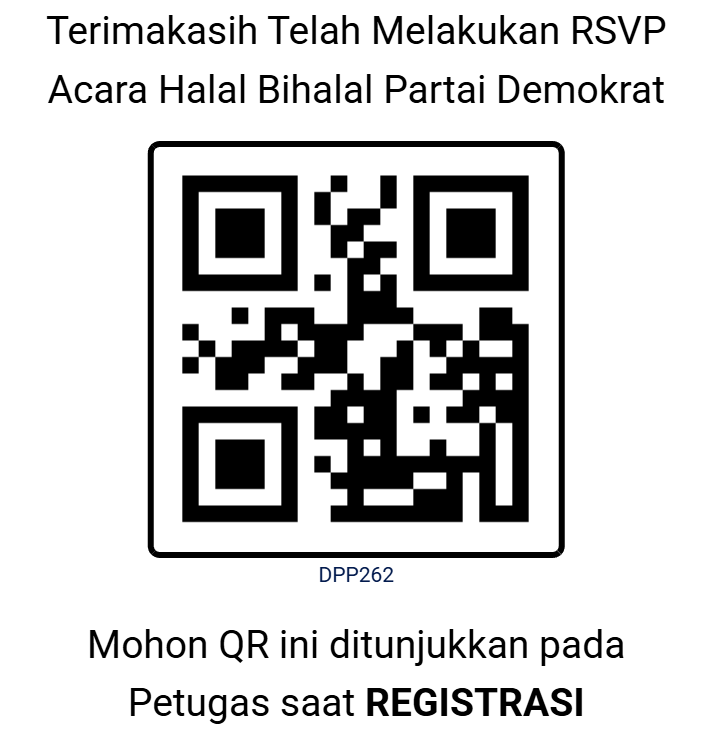 Terimakasih Telah Melakukan RSVP
Acara Halal Bihalal Partai Demokrat
DPP262
Mohon QR ini ditunjukkan pada
Petugas saat REGISTRASI